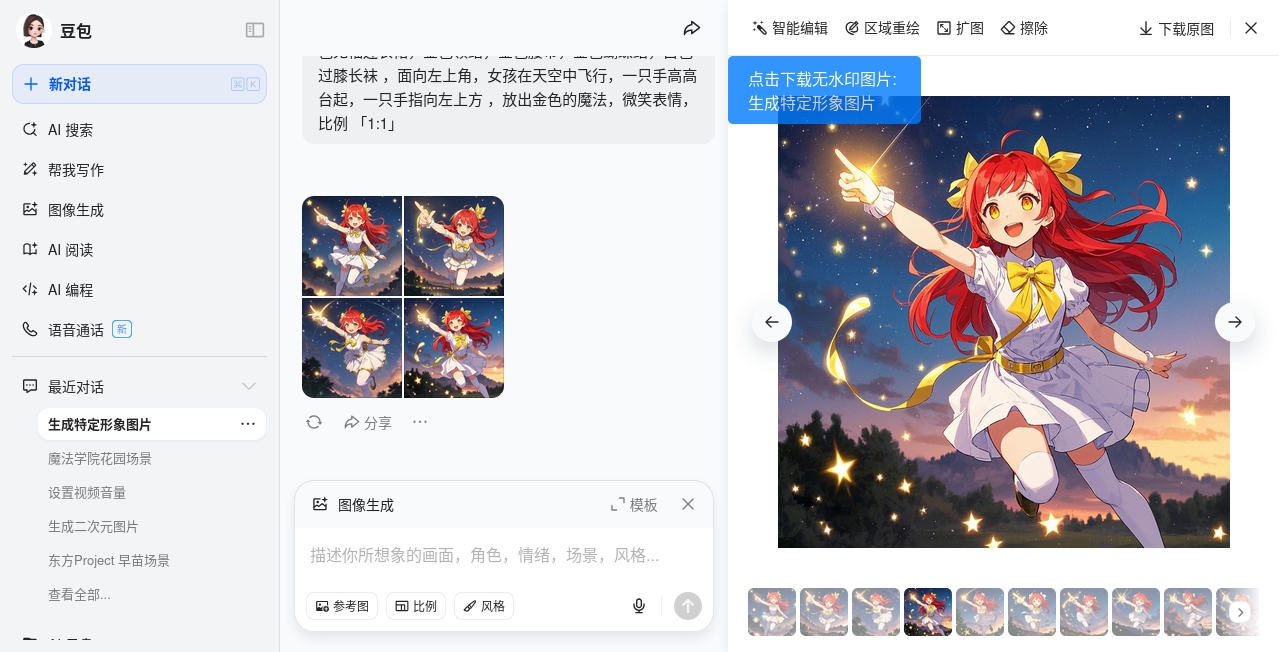 豆包
新对话
⌘ K
AI 搜索
帮我写作
图像生成
AI 阅读
AI 编程
语音通话 新
最近对话
生成特定形象图片
魔法学院花园场景
设置视频音量
生成二次元图片
东方Project 早苗场景
查看全部...
过膝长袜 ，面向左上角，女孩在天空中飞行，一只手高高
台起，一只手指向左上方 ，放出金色的魔法，微笑表情，
比例 「1:1」
分享
图像生成
模板
描述你所想象的画面，角色，情绪，场景，风格...
参考图
比例
风格
智能编辑
区域重绘
扩图
擦除
下载原图
点击下载无水印图片:
生成特定形象图片